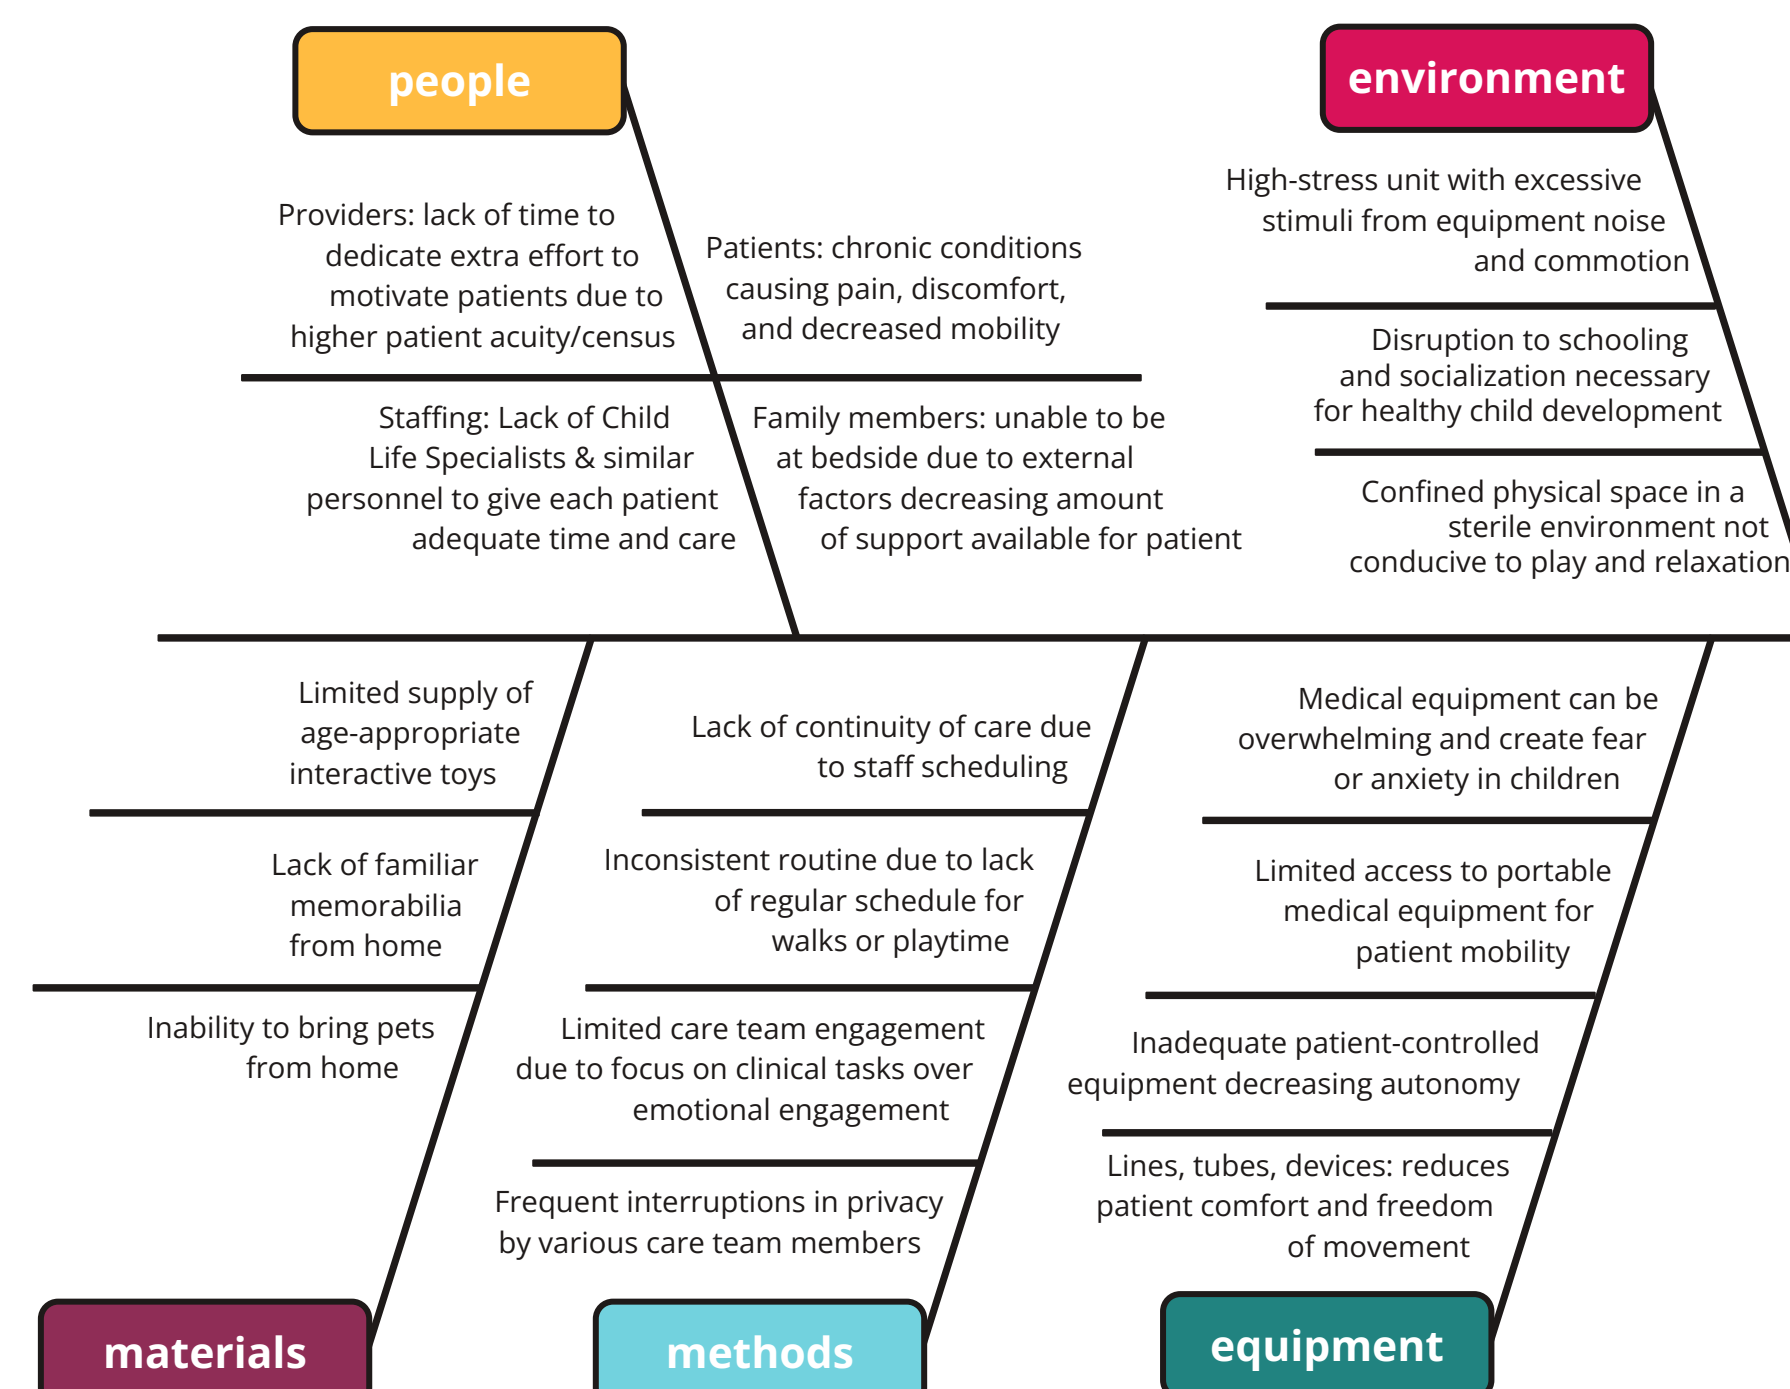 people
Providers: lack of time to
dedicate extra effort to
motivate patients due to
higher patient acuity/census
Patients: chronic conditions
causing pain, discomfort,
and decreased mobility
Staffing: Lack of Child
Life Specialists & similar
personnel to give each patient
adequate time and care
Family members: unable to be
at bedside due to external
factors decreasing amount
of support available for patient
environment
High-stress unit with excessive
stimuli from equipment noise
and commotion
Disruption to schooling
and socialization necessary
for healthy child development
Confined physical space in a
sterile environment not
conducive to play and relaxation
Limited supply of
age-appropriate
interactive toys
Lack of familiar
memorabilia
from home
Inability to bring pets
from home
materials
Lack of continuity of care due
to staff scheduling
Inconsistent routine due to lack
of regular schedule for
walks or playtime
Limited care team engagement
due to focus on clinical tasks over
emotional engagement
Frequent interruptions in privacy
by various care team members
methods
Medical equipment can be
overwhelming and create fear
or anxiety in children
Limited access to portable
medical equipment for
patient mobility
Inadequate patient-controlled
equipment decreasing autonomy
Lines, tubes, devices: reduces
patient comfort and freedom
of movement
equipment